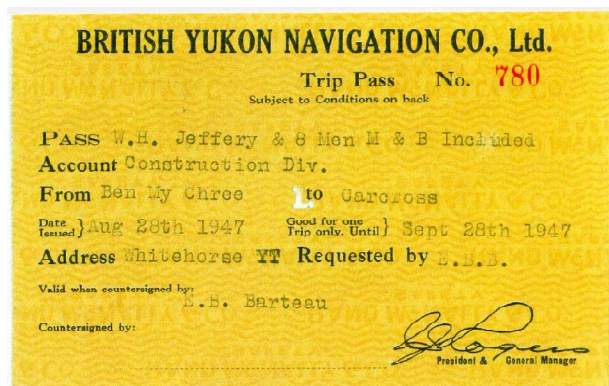 BRITISH YUKON NAVIGATION CO., Ltd.
Trip Pass No. 780
Subject to Conditions on back
PASS W.H. Jeffery & 8 Men M & B Included
Account Construction Div.
From Ben My Chree to Carcross
Date Issued } Aug 28th 1947 Good for one Trip only. Until } Sept 28th 1947
Address Whitehorse YT Requested by E.B.B.
Valid when countersigned by:
E.B. Barteau
Countersigned by:
President & General Manager